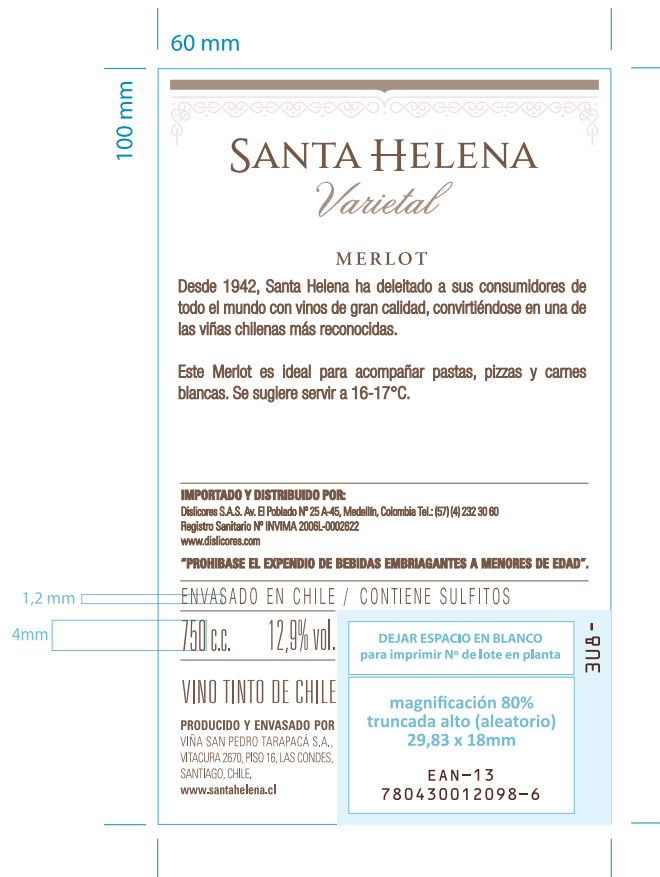 60 mm
100 mm
SANTA HELENA
Varietal
MERLOT
Desde 1942, Santa Helena ha deleitado a sus consumidores de
todo el mundo con vinos de gran calidad, convirtiéndose en una de
las viñas chilenas más reconocidas.
Este Merlot es ideal para acompañar pastas, pizzas y carnes
blancas. Se sugiere servir a 16-17°C.
IMPORTADO Y DISTRIBUIDO POR:
Dislicores S.A.S. Av. El Poblado N° 25 A-45, Medellín, Colombia Tel.: (57) (4) 232 30 60
Registro Sanitario N° INVIMA 2006L-0002622
www.dislicores.com
"PROHIBASE EL EXPENDIO DE BEBIDAS EMBRIAGANTES A MENORES DE EDAD".
1,2 mm
ENVASADO EN CHILE / CONTIENE SULFITOS
4mm
750 c.c. 12,9% vol.
DEJAR ESPACIO EN BLANCO
para imprimir Nº de lote en planta
VINO TINTO DE CHILE
PRODUCIDO Y ENVASADO POR
VIÑA SAN PEDRO TARAPACÁ S.A.,
VITACURA 2670, PISO 16, LAS CONDES,
SANTIAGO, CHILE.
www.santahelena.cl
magnificación 80%
truncada alto (aleatorio)
29,83 x 18mm
EAN-13
780430012098-6